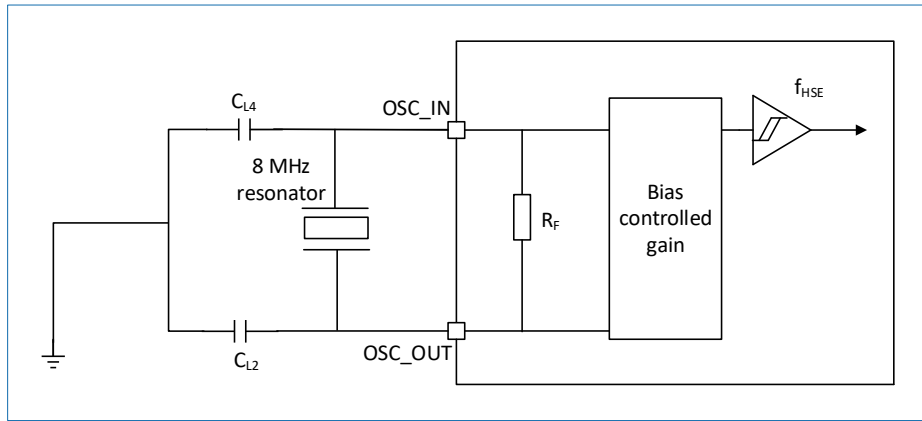 C_L4
OSC_IN
f_HSE
8 MHz
resonator
R_F
Bias
controlled
gain
C_L2
OSC_OUT